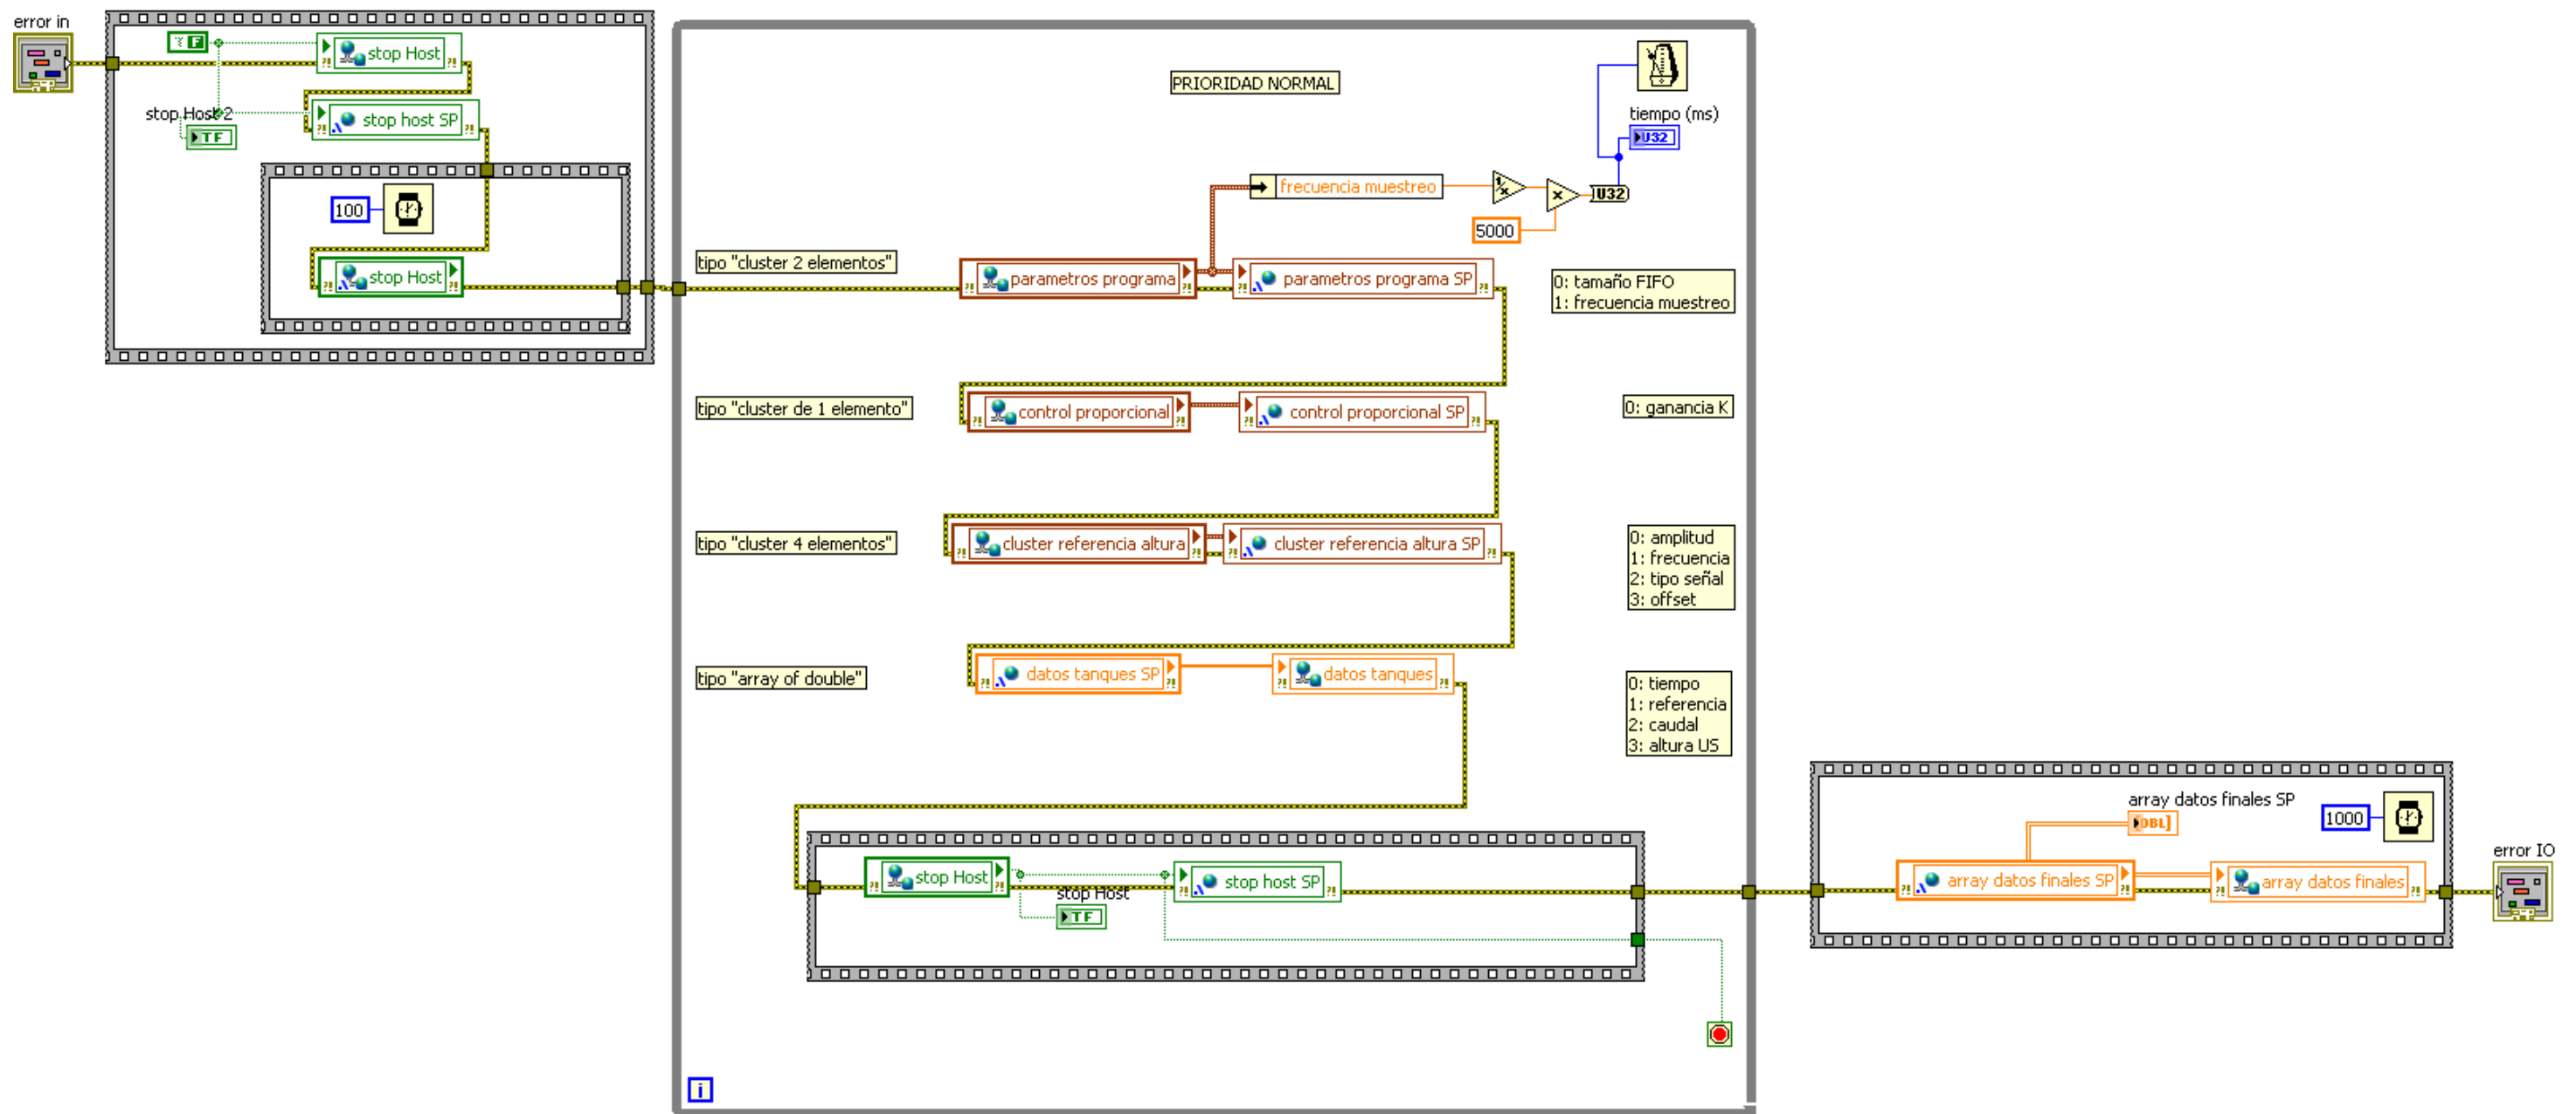 error in
F
stop Host
stop Host 2
TF
stop host SP
100
stop Host
PRIORIDAD NORMAL
tiempo (ms)
U32
frecuencia muestreo
1/x
x
U32
5000
tipo "cluster 2 elementos"
parametros programa
parametros programa SP
0: tamaño FIFO
1: frecuencia muestreo
tipo "cluster de 1 elemento"
control proporcional
control proporcional SP
0: ganancia K
tipo "cluster 4 elementos"
cluster referencia altura
cluster referencia altura SP
0: amplitud
1: frecuencia
2: tipo señal
3: offset
tipo "array of double"
datos tanques SP
datos tanques
0: tiempo
1: referencia
2: caudal
3: altura US
stop Host
stop Host
TF
stop host SP
i
array datos finales SP
DBL]
1000
array datos finales SP
array datos finales
error IO